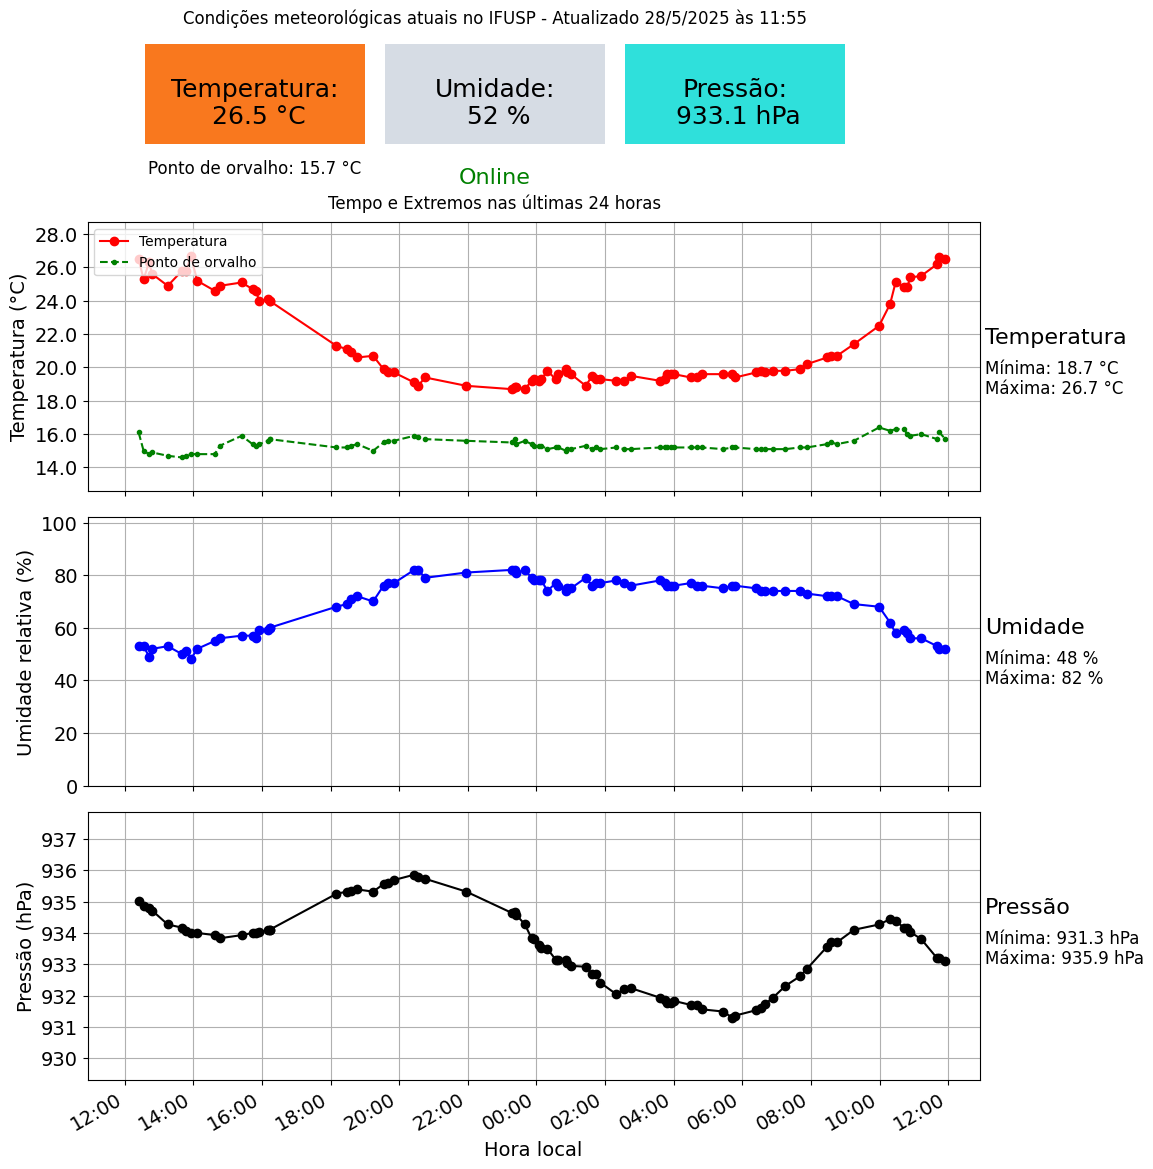 Condições meteorológicas atuais no IFUSP - Atualizado 28/5/2025 às 11:55
Temperatura:
26.5 °C
Umidade:
52 %
Pressão:
933.1 hPa
Ponto de orvalho: 15.7 °C
Online
Tempo e Extremos nas últimas 24 horas
Temperatura (°C)
28.0
26.0
24.0
22.0
20.0
18.0
16.0
14.0
Temperatura
Ponto de orvalho
Temperatura
Mínima: 18.7 °C
Máxima: 26.7 °C
Umidade relativa (%)
100
80
60
40
20
0
Umidade
Mínima: 48 %
Máxima: 82 %
Pressão (hPa)
937
936
935
934
933
932
931
930
Pressão
Mínima: 931.3 hPa
Máxima: 935.9 hPa
12:00
14:00
16:00
18:00
20:00
22:00
00:00
02:00
04:00
06:00
08:00
10:00
12:00
Hora local